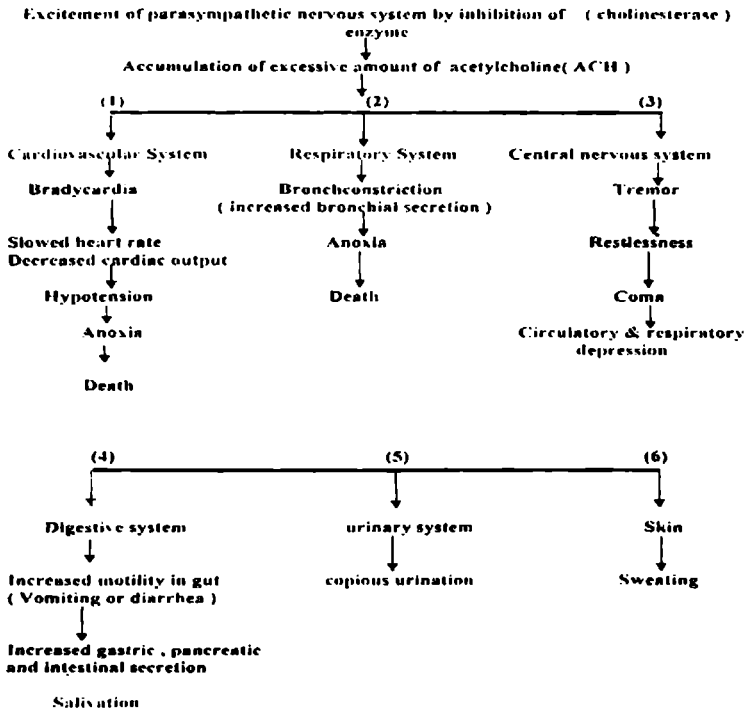 Excitement of parasympathetic nervous system by inhibition of ( cholinesterase )
enzyme
Accumulation of excessive amount of acetylcholine( ACH )
(1) (2) (3)
Cardiovascular System Respiratory System Central nervous system
Bradycardia Bronchconstriction Tremor
( increased bronchial secretion )
Slowed heart rate Anoxia Restlessness
Decreased cardiac output
Hypotension Death Coma
Anoxia Circulatory & respiratory
depression
Death
(4) (5) (6)
Digestive system urinary system Skin
Increased motility in gut copious urination Sweating
( Vomiting or diarrhea )
Increased gastric , pancreatic
and intestinal secretion
Salivation